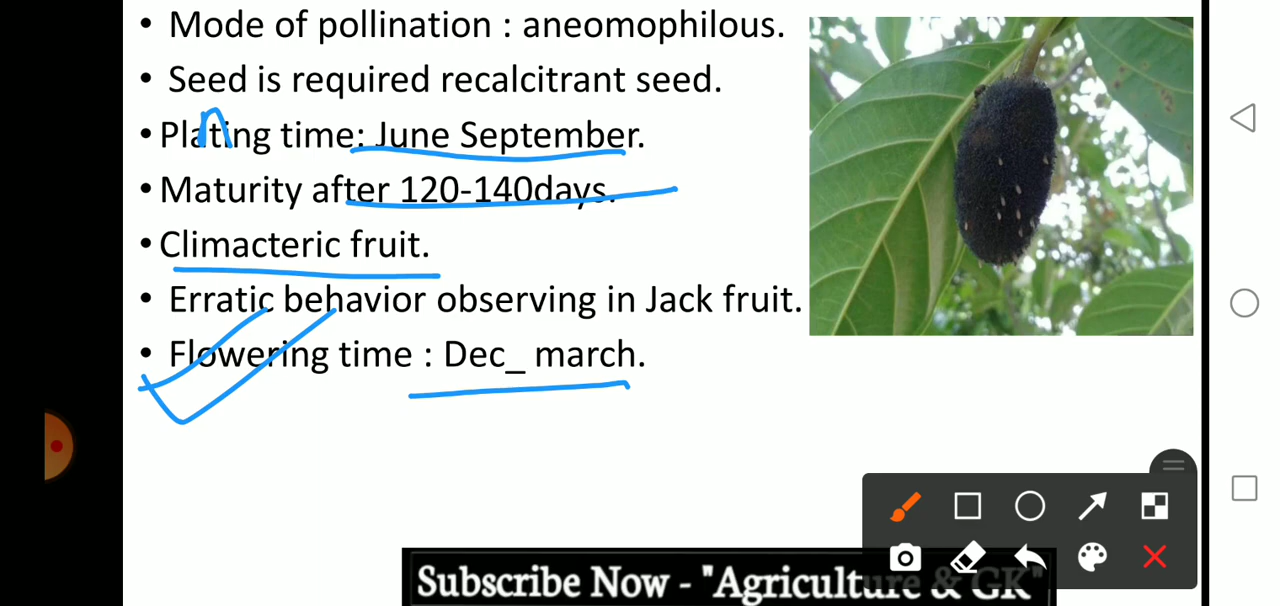 • Mode of pollination : aneomophilous.
• Seed is required recalcitrant seed.
• Plating time: June September.
n
• Maturity after 120-140days.
• Climacteric fruit.
• Erratic behavior observing in Jack fruit.
• Flowering time : Dec_ march.
Subscribe Now - "Agriculture & GK"